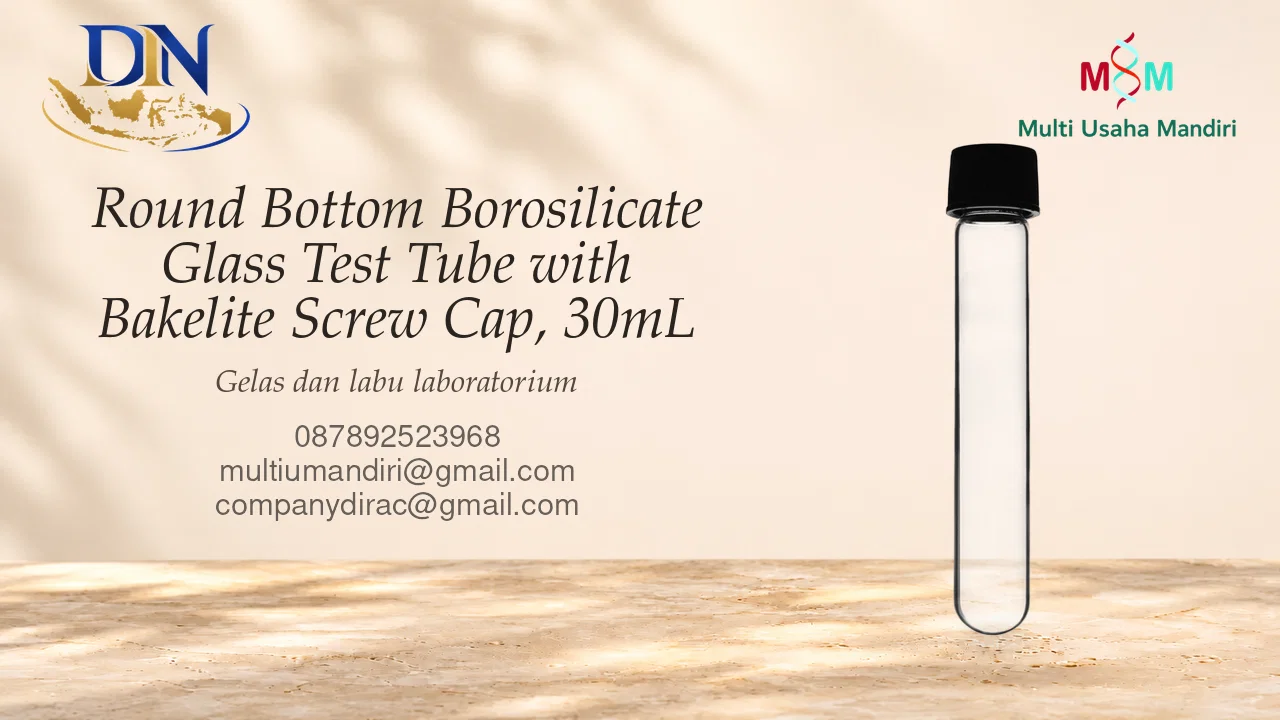 DIN
M M
Multi Usaha Mandiri
Round Bottom Borosilicate
Glass Test Tube with
Bakelite Screw Cap, 30mL
Gelas dan labu laboratorium
087892523968
multiumandiri@gmail.com
companydirac@gmail.com